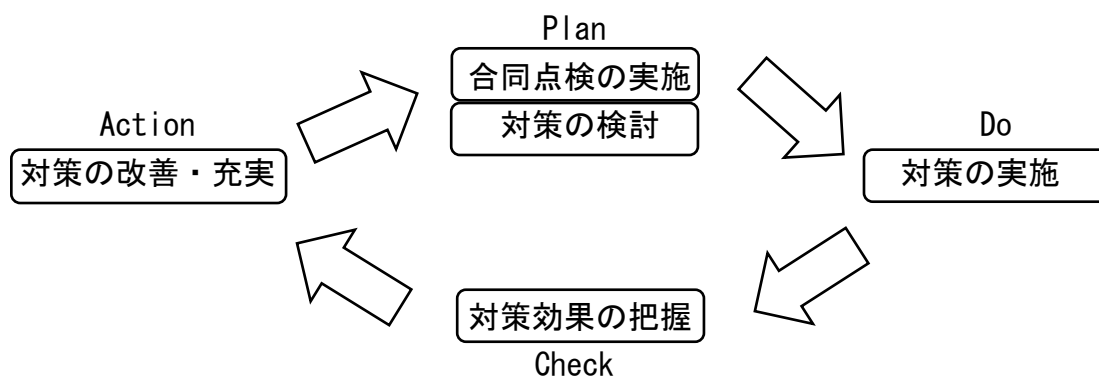 Plan
合同点検の実施
対策の検討
Action
対策の改善・充実
Do
対策の実施
対策効果の把握
Check